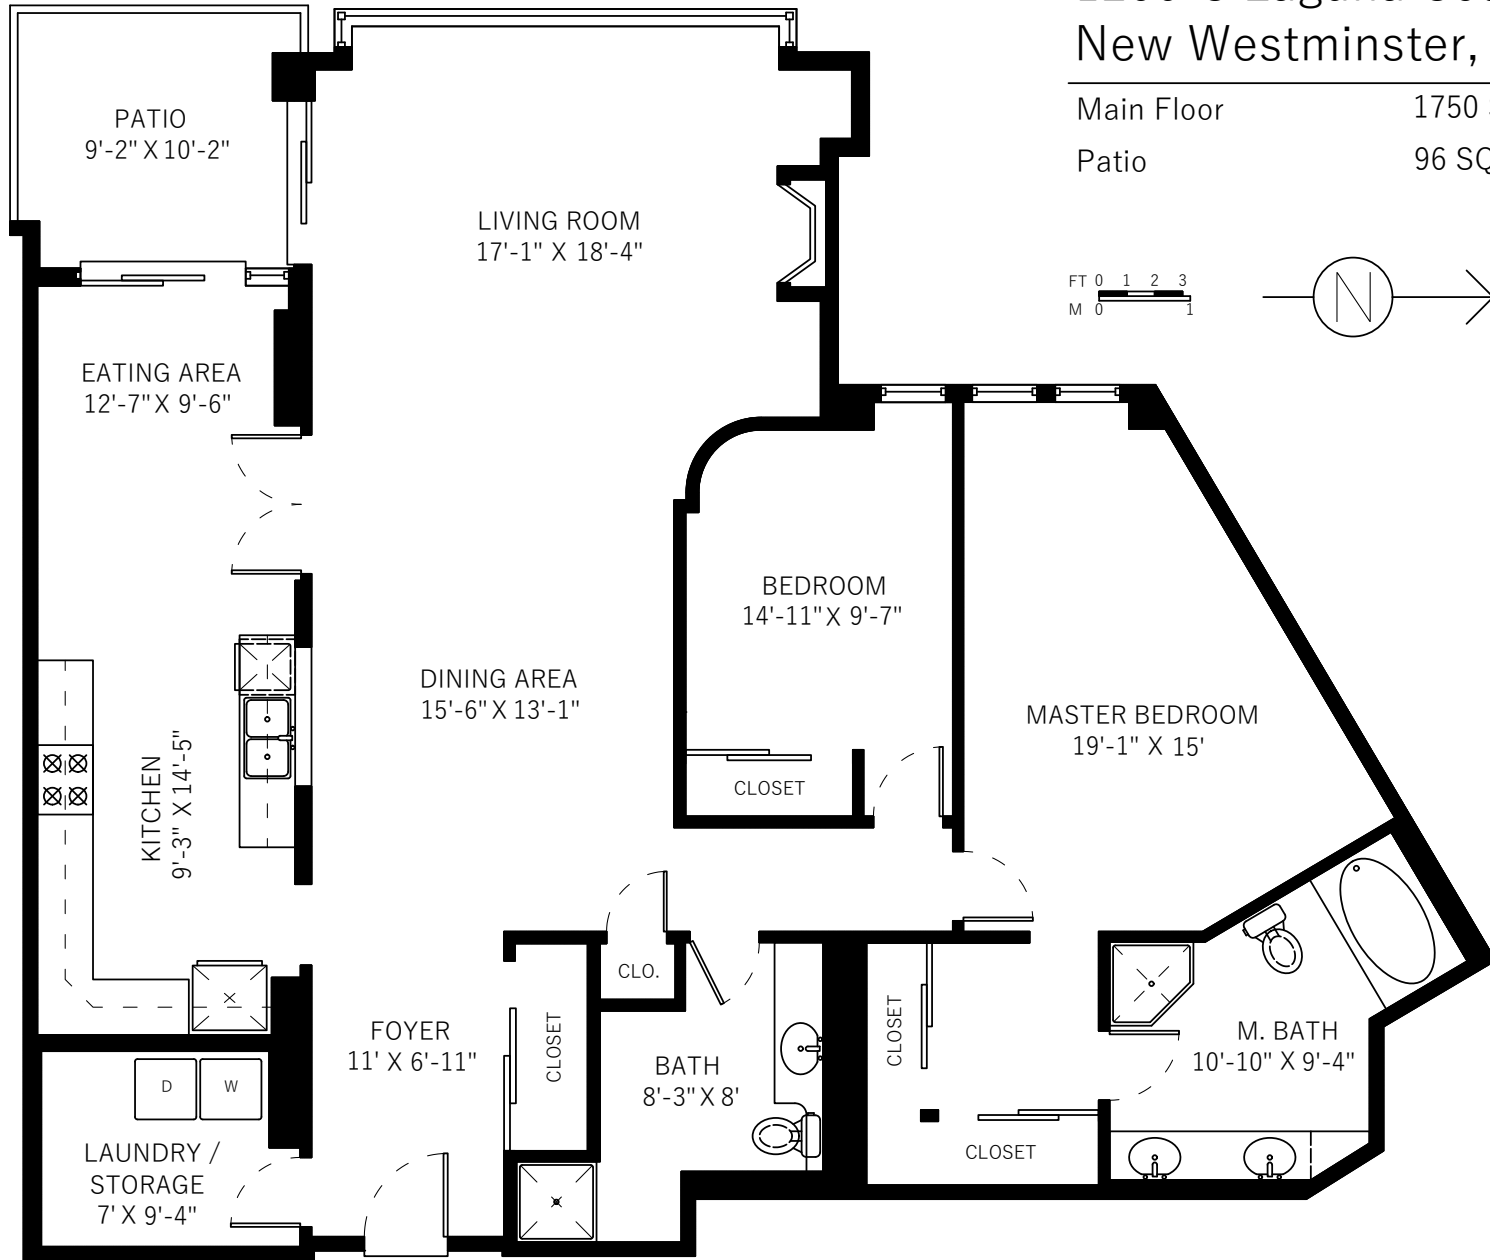 New Westminster,
Main Floor 1750
Patio 96
PATIO
9'-2" X 10'-2"
LIVING ROOM
17'-1" X 18'-4"
FT 0 1 2 3
M 0 1
N
EATING AREA
12'-7" X 9'-6"
BEDROOM
14'-11" X 9'-7"
DINING AREA
15'-6" X 13'-1"
MASTER BEDROOM
19'-1" X 15'
KITCHEN
9'-3" X 14'-5"
CLOSET
CLO.
FOYER
11' X 6'-11"
CLOSET
BATH
8'-3" X 8'
CLOSET
M. BATH
10'-10" X 9'-4"
D W
LAUNDRY /
STORAGE
7' X 9'-4"
CLOSET